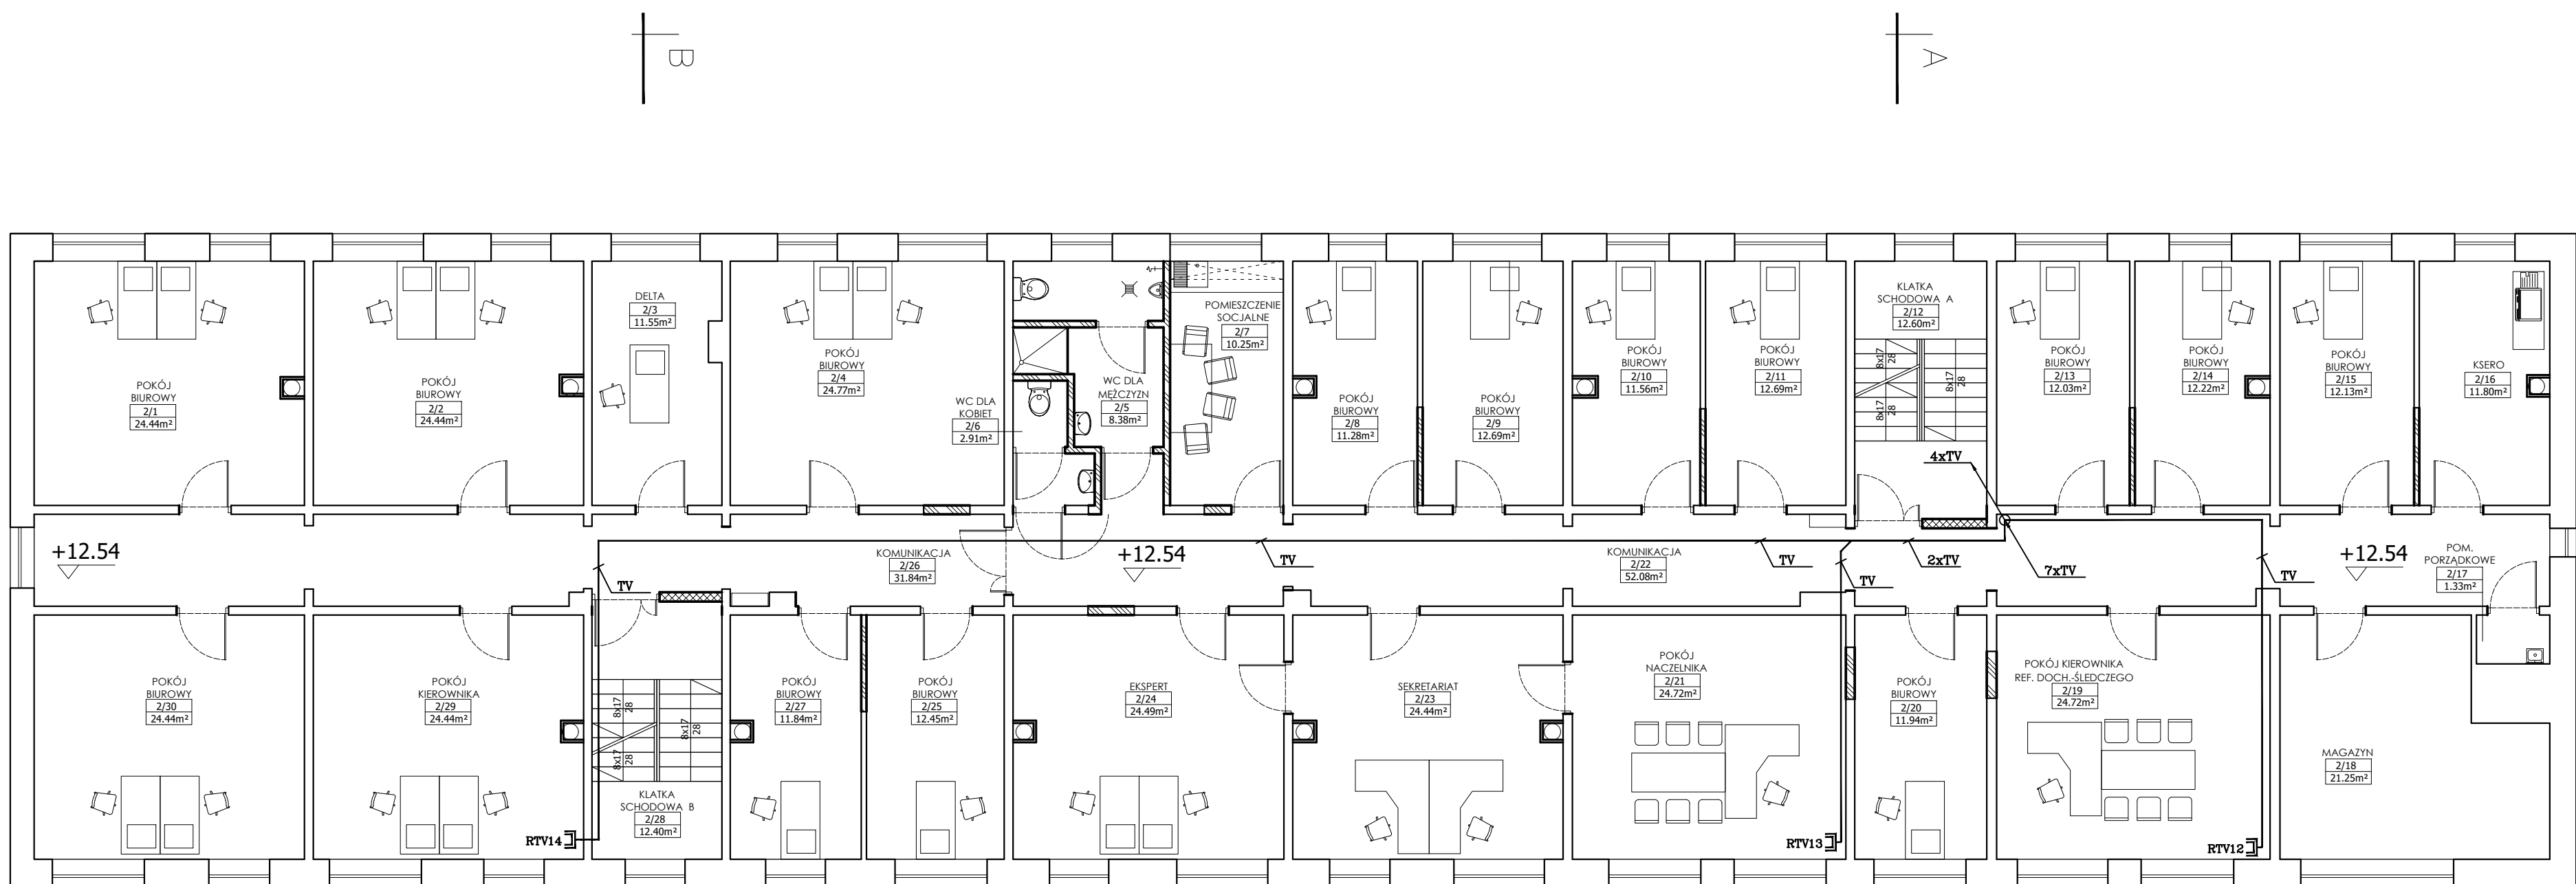 B
A
POKÓJ
BIUROWY
2/1
24.44m²
POKÓJ
BIUROWY
2/2
24.44m²
DELTA
2/3
11.55m²
POKÓJ
BIUROWY
2/4
24.77m²
WC DLA
KOBIET
2/6
2.91m²
WC DLA
MĘŻCZYZN
2/5
8.38m²
POMIESZCZENIE
SOCJALNE
2/7
10.25m²
POKÓJ
BIUROWY
2/8
11.28m²
POKÓJ
BIUROWY
2/9
12.69m²
POKÓJ
BIUROWY
2/10
11.56m²
POKÓJ
BIUROWY
2/11
12.69m²
KLATKA
SCHODOWA A
2/12
12.60m²
8x17
28
8x17
28
8x17
28
POKÓJ
BIUROWY
2/13
12.03m²
POKÓJ
BIUROWY
2/14
12.22m²
POKÓJ
BIUROWY
2/15
12.13m²
KSERO
2/16
11.80m²
4xTV
+12.54
TV
KOMUNIKACJA
2/26
31.84m²
+12.54
TV
KOMUNIKACJA
2/22
52.08m²
TV
TV
2xTV
7xTV
TV
+12.54
POM.
PORZĄDKOWE
2/17
1.33m²
POKÓJ
BIUROWY
2/30
24.44m²
POKÓJ
KIEROWNIKA
2/29
24.44m²
RTV14
8x17
28
8x17
28
8x17
28
KLATKA
SCHODOWA B
2/28
12.40m²
POKÓJ
BIUROWY
2/27
11.84m²
POKÓJ
BIUROWY
2/25
12.45m²
EKSPERT
2/24
24.49m²
SEKRETARIAT
2/23
24.44m²
POKÓJ
NACZELNIKA
2/21
24.72m²
RTV13
POKÓJ
BIUROWY
2/20
11.94m²
POKÓJ KIEROWNIKA
REF. DOCH.-ŚLEDCZEGO
2/19
24.72m²
RTV12
MAGAZYN
2/18
21.25m²